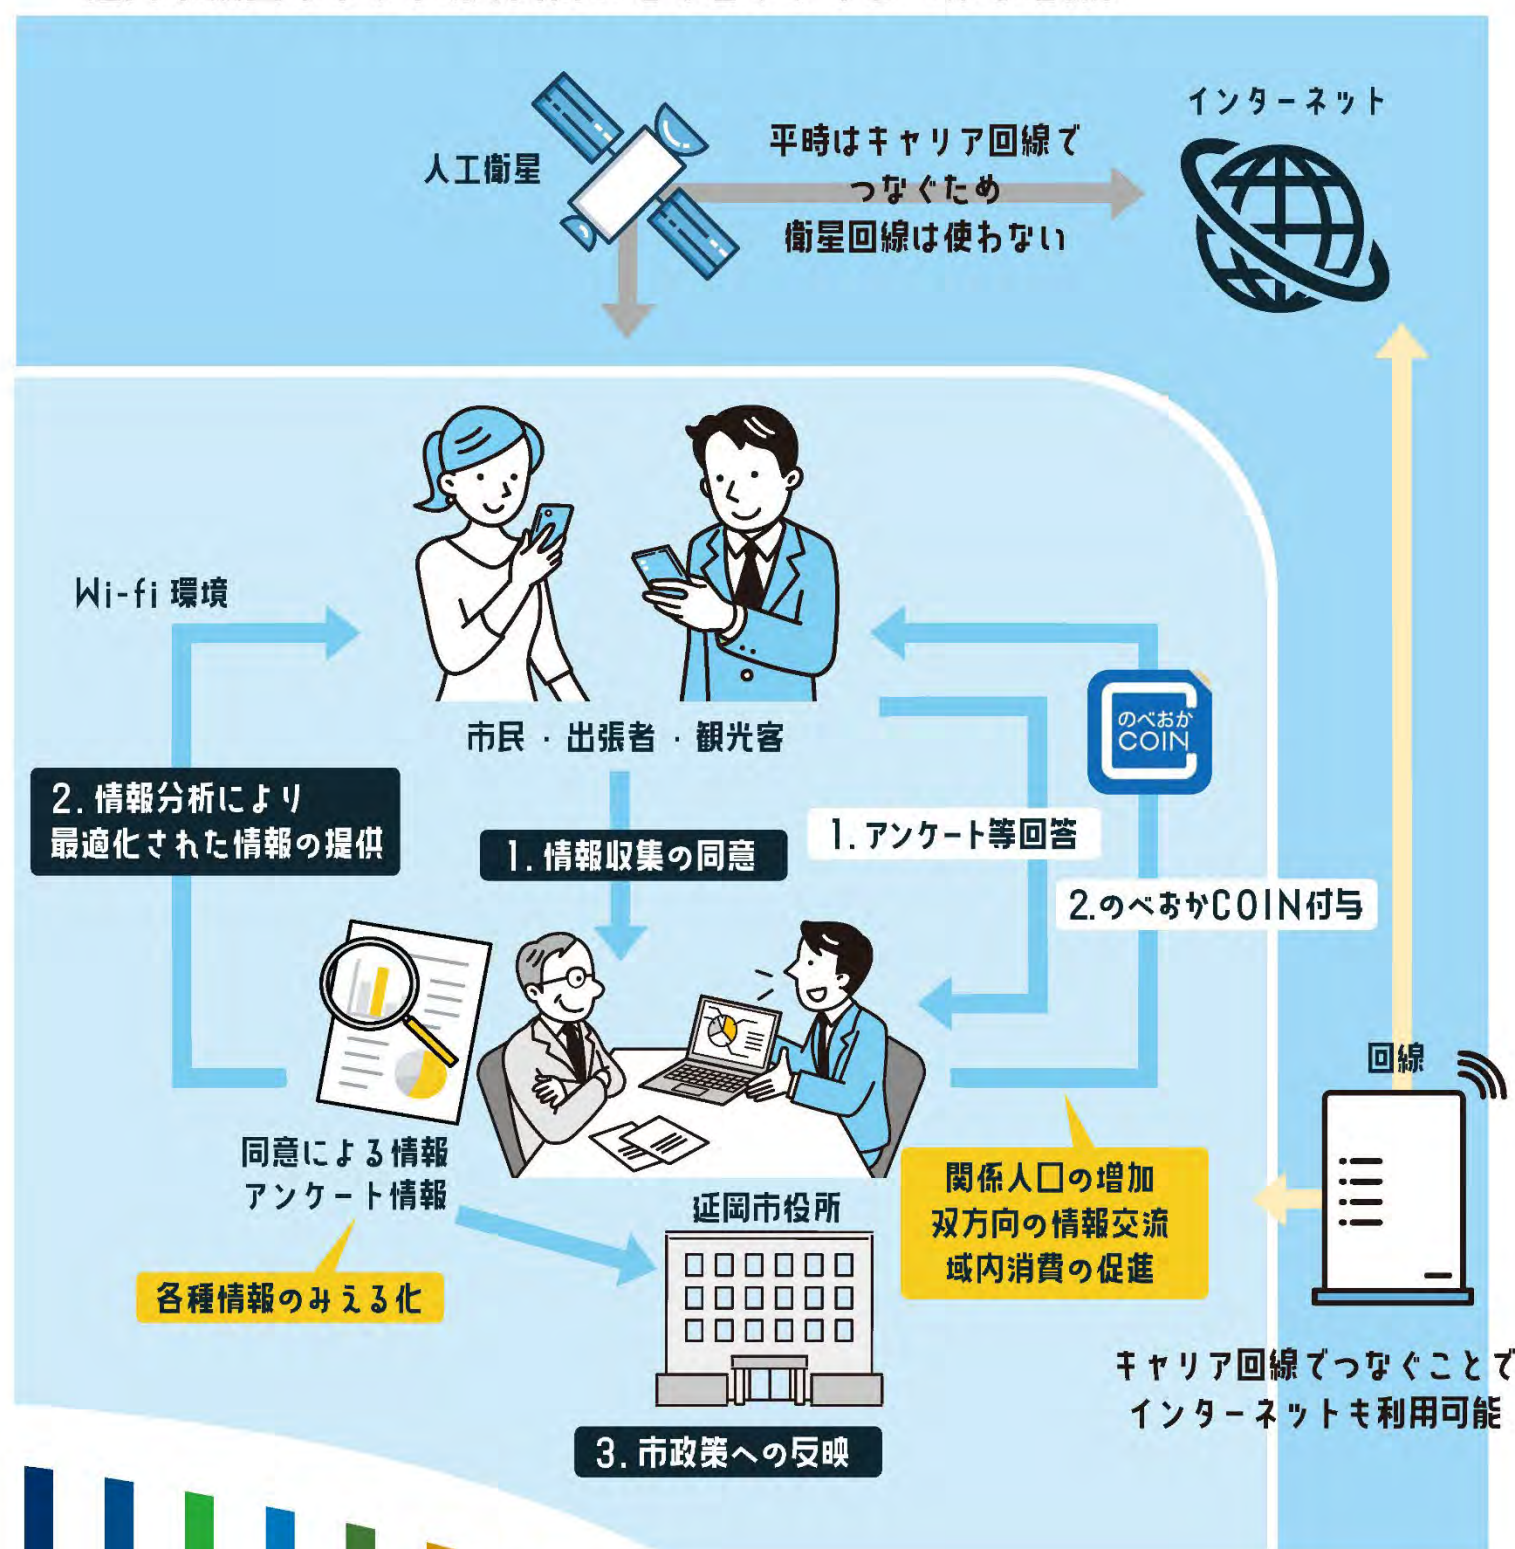 インターネット
人工衛星
平時はキャリア回線で
つなぐため
衛星回線は使わない
Wi-fi 環境
市民・出張者・観光客
のべおか
COIN
2. 情報分析により
最適化された情報の提供
1. 情報収集の同意
1. アンケート等回答
2.のべおかCOIN付与
回線
同意による情報
アンケート情報
各種情報のみえる化
延岡市役所
関係人口の増加
双方向の情報交流
域内消費の促進
3. 市政策への反映
キャリア回線でつなぐことで
インターネットも利用可能